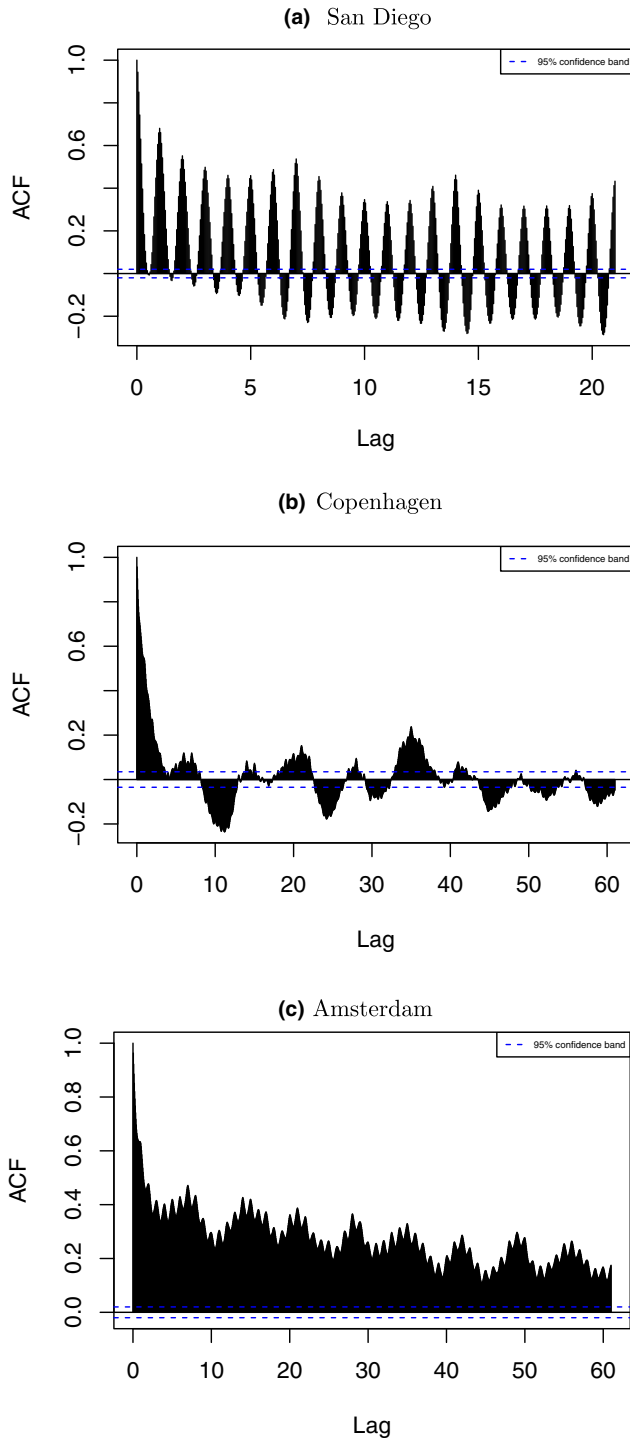 (a) San Diego
95% confidence band
1.0
0.6
0.2
−0.2
ACF
0 5 10 15 20
Lag
(b) Copenhagen
95% confidence band
1.0
0.6
0.2
−0.2
ACF
0 10 20 30 40 50 60
Lag
(c) Amsterdam
95% confidence band
1.0
0.8
0.6
0.4
0.2
0.0
ACF
0 10 20 30 40 50 60
Lag